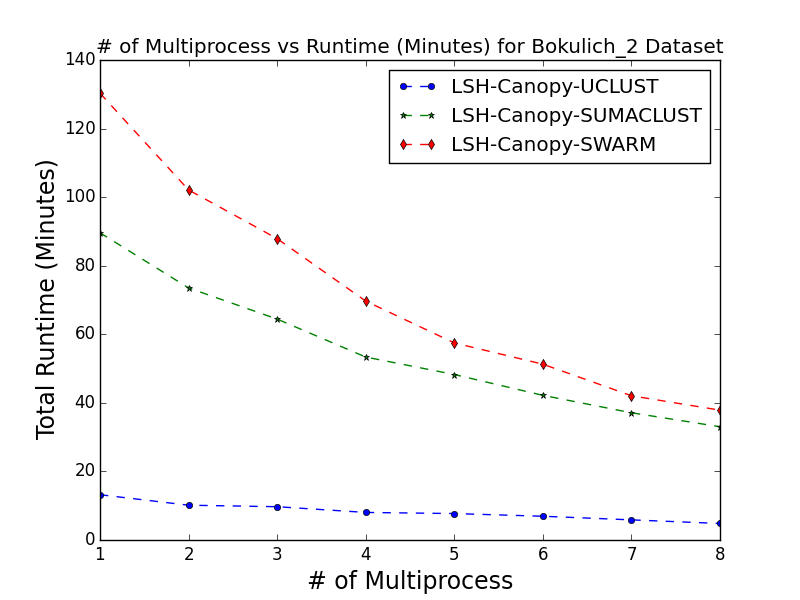 # of Multiprocess vs Runtime (Minutes) for Bokulich_2 Dataset
LSH-Canopy-UCLUST
LSH-Canopy-SUMACLUST
LSH-Canopy-SWARM
Total Runtime (Minutes)
140
120
100
80
60
40
20
0
1 2 3 4 5 6 7 8
# of Multiprocess